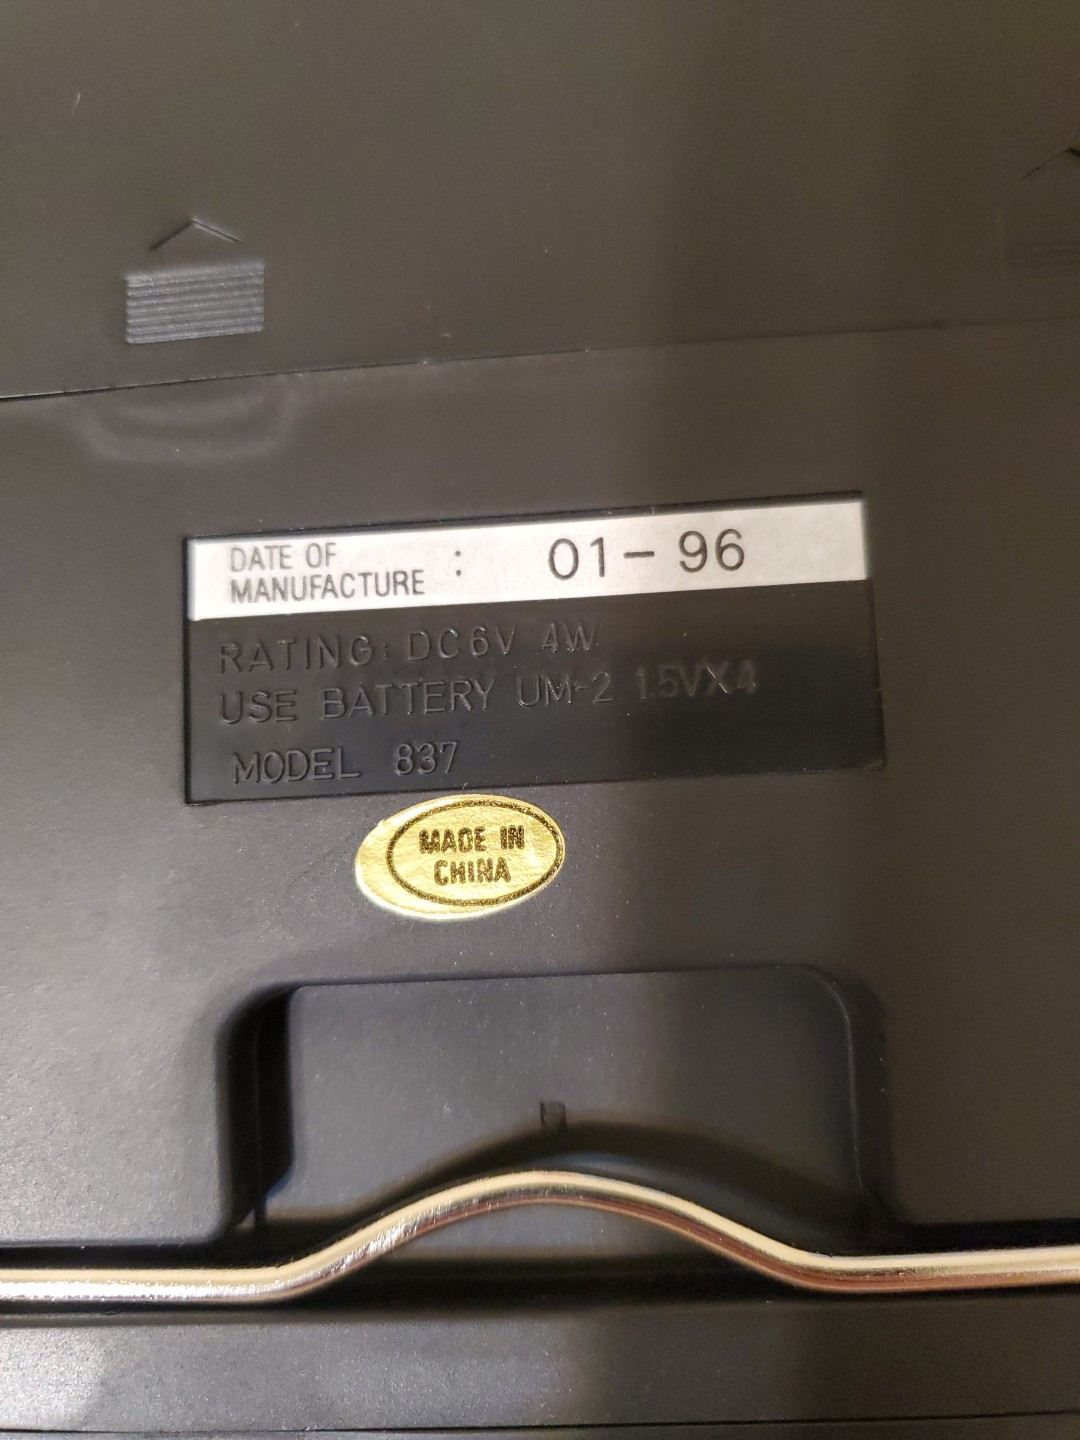 DATE OF
MANUFACTURE : 01-96
RATING: DC6V 4W
USE BATTERY UM-2 1.5VX4
MODEL 837
MADE IN
CHINA